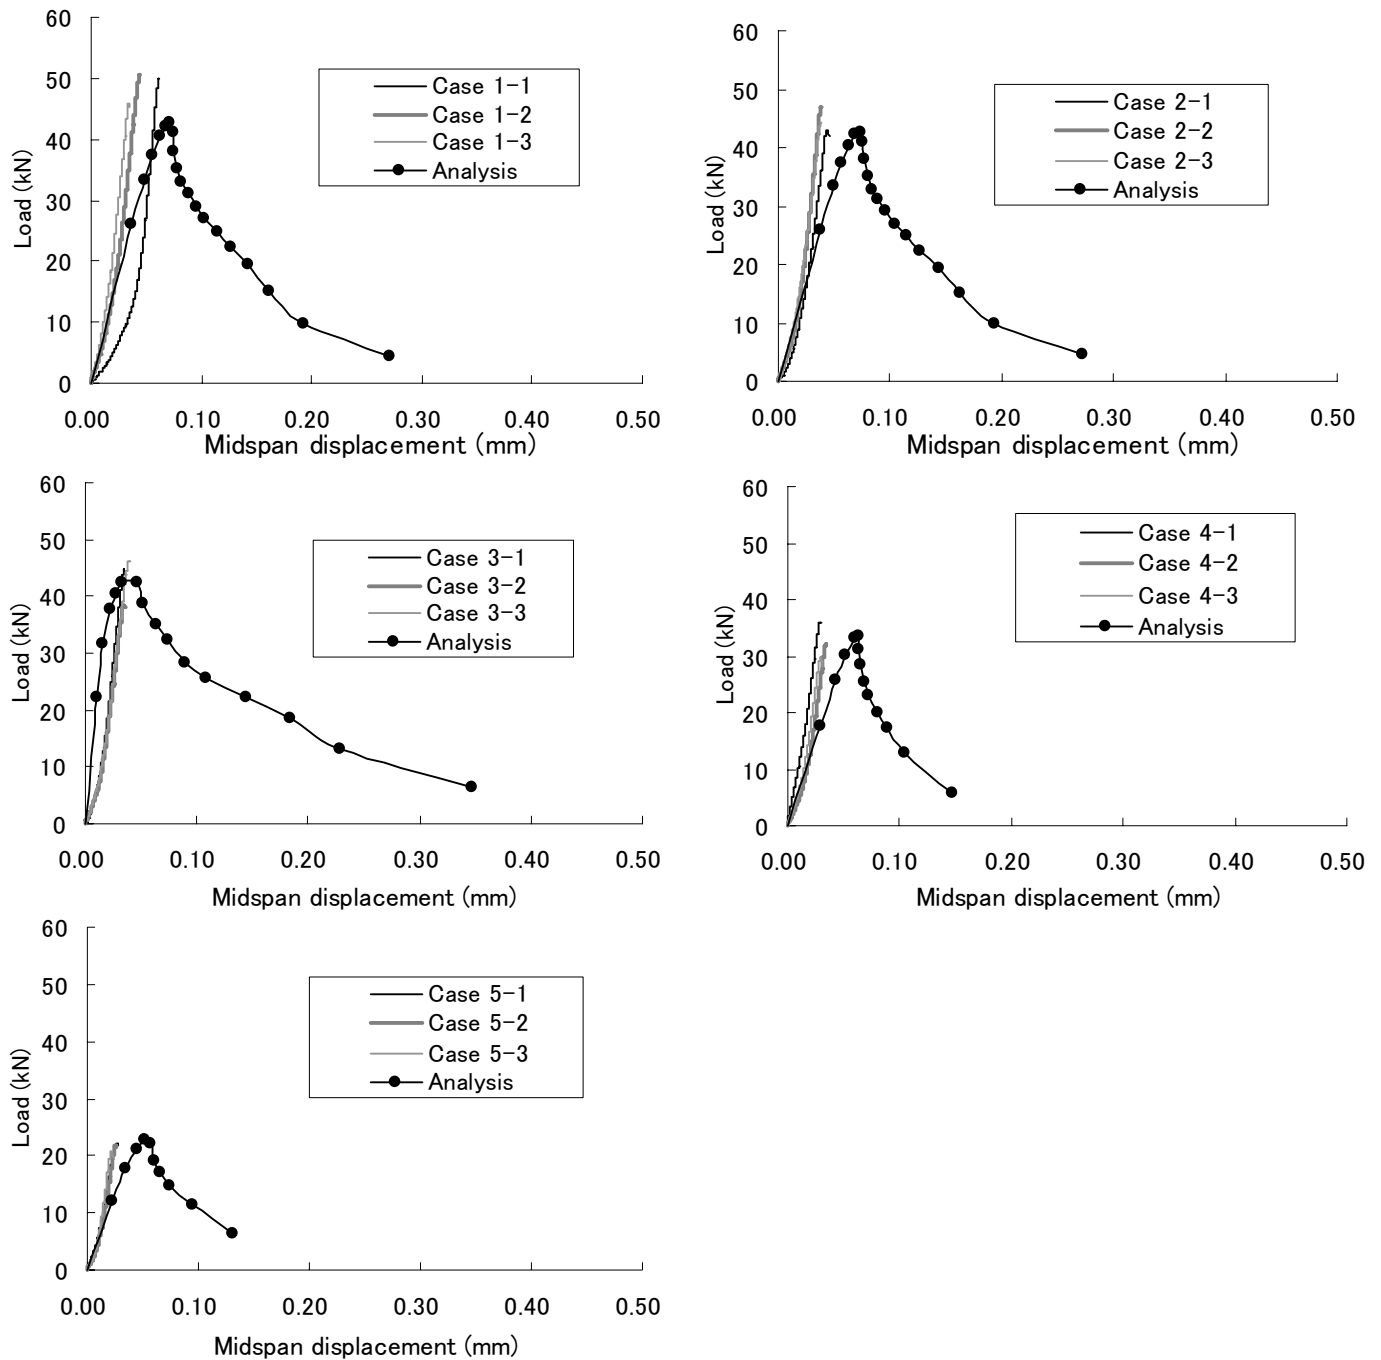 60
50
40
30
20
10
0
Load (kN)
Case 1-1
Case 1-2
Case 1-3
Analysis
0.00 0.10 0.20 0.30 0.40 0.50
Midspan displacement (mm)
60
50
40
30
20
10
0
Load (kN)
Case 2-1
Case 2-2
Case 2-3
Analysis
0.00 0.10 0.20 0.30 0.40 0.50
Midspan displacement (mm)
60
50
40
30
20
10
0
Load (kN)
Case 3-1
Case 3-2
Case 3-3
Analysis
0.00 0.10 0.20 0.30 0.40 0.50
Midspan displacement (mm)
60
50
40
30
20
10
0
Load (kN)
Case 4-1
Case 4-2
Case 4-3
Analysis
0.00 0.10 0.20 0.30 0.40 0.50
Midspan displacement (mm)
60
50
40
30
20
10
0
Load (kN)
Case 5-1
Case 5-2
Case 5-3
Analysis
0.00 0.10 0.20 0.30 0.40 0.50
Midspan displacement (mm)